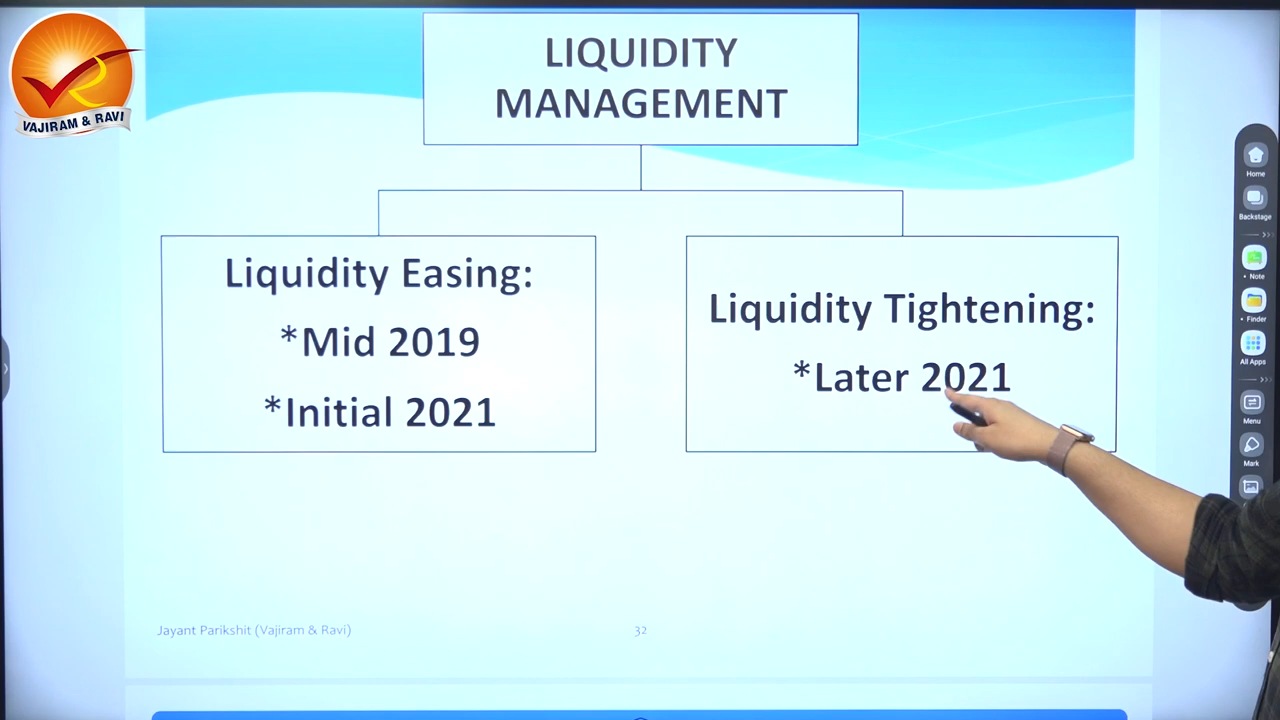 VAJIRAM & RAVI
LIQUIDITY
MANAGEMENT
Liquidity Easing:
*Mid 2019
*Initial 2021
Liquidity Tightening:
*Later 2021
Jayant Parikshit (Vajiram & Ravi)
32
Home
Backstage
• Note
• Finder
All Apps
Menu
Mark